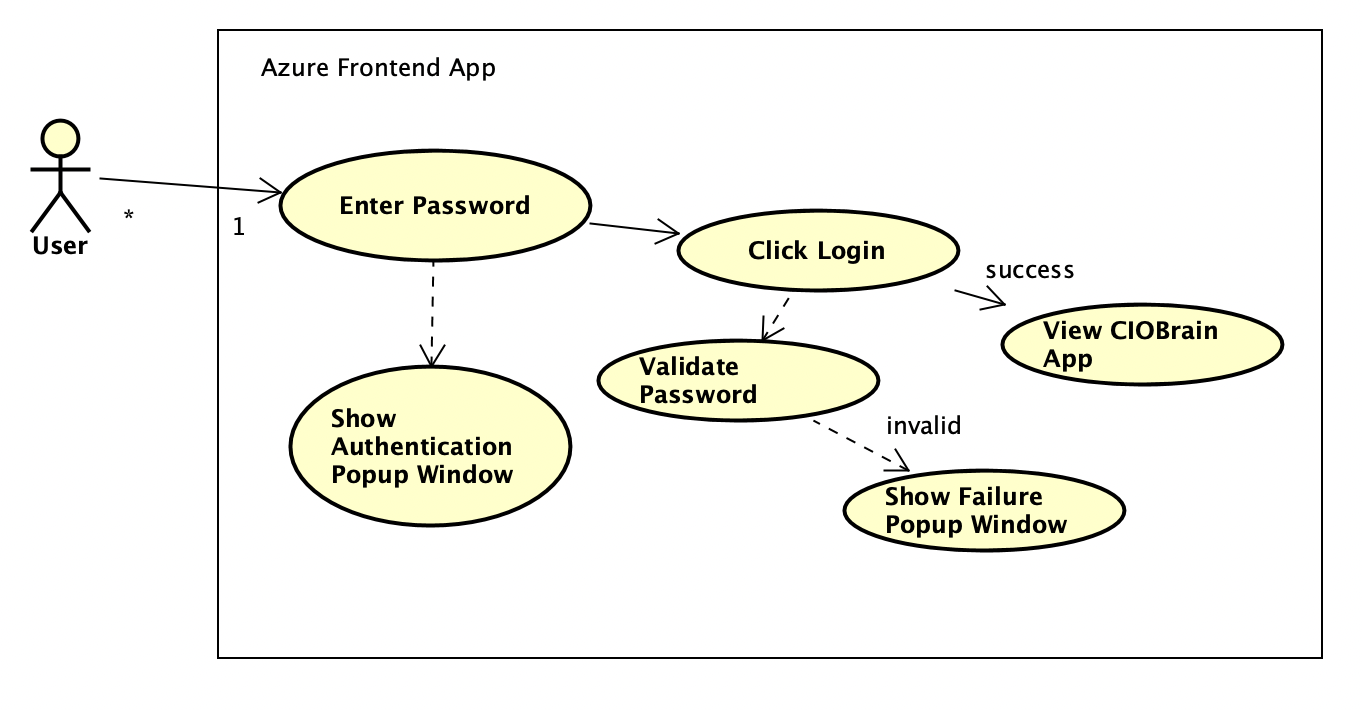 Azure Frontend App
User
*
1
Enter Password
Click Login
success
View CIOBrain
App
Validate
Password
invalid
Show
Authentication
Popup Window
Show Failure
Popup Window